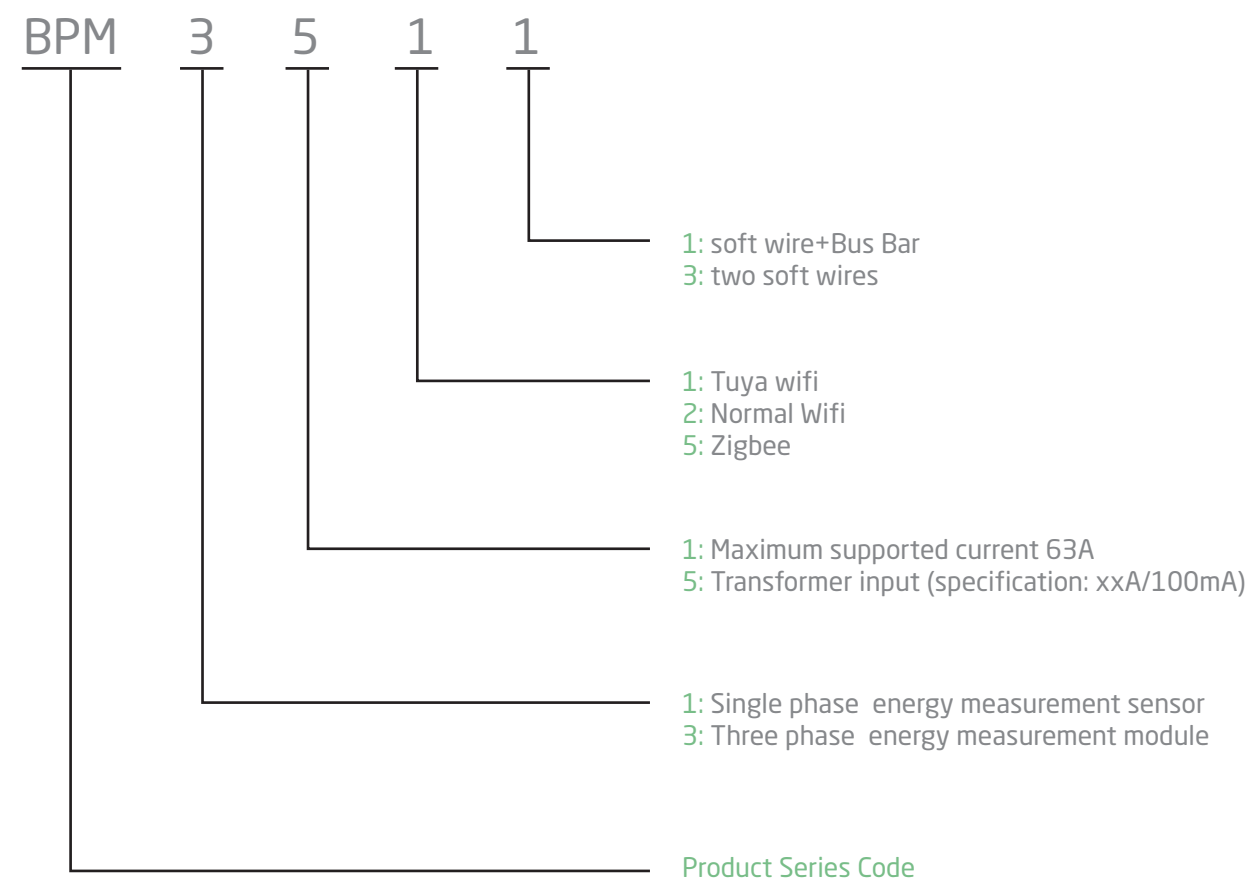 BPM 3 5 1 1
1: soft wire+Bus Bar
3: two soft wires
1: Tuya wifi
2: Normal Wifi
5: Zigbee
1: Maximum supported current 63A
5: Transformer input (specification: xxA/100mA)
1: Single phase energy measurement sensor
3: Three phase energy measurement module
Product Series Code